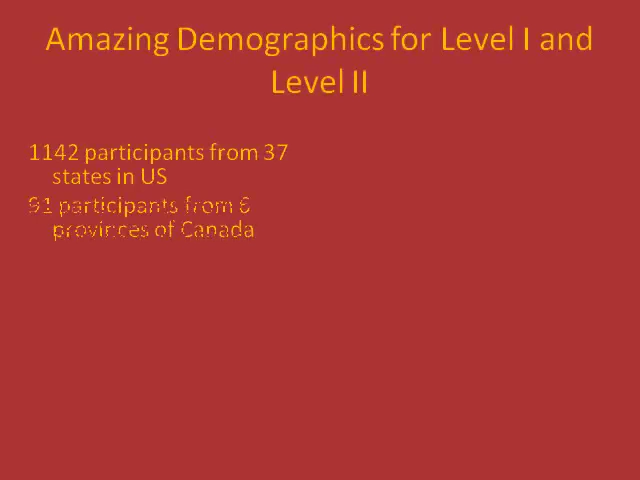 Amazing Demographics for Level I and
Level II
1142 participants from 37
states in US
91 participants from
provinces of Canada